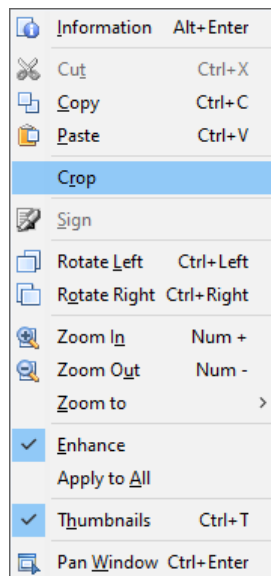 Information Alt+Enter
Cut Ctrl+X
Copy Ctrl+C
Paste Ctrl+V
Crop
Sign
Rotate Left Ctrl+Left
Rotate Right Ctrl+Right
Zoom In Num +
Zoom Out Num -
Zoom to
Enhance
Apply to All
Thumbnails Ctrl+T
Pan Window Ctrl+Enter